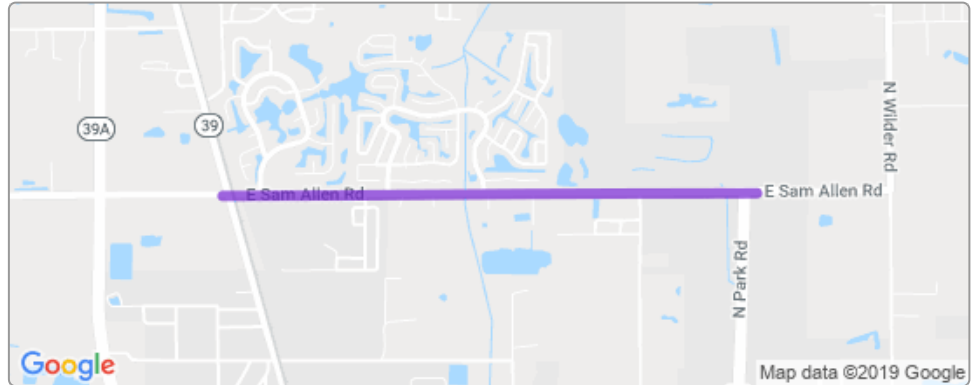 39A
39
N Wilder Rd
E Sam Allen Rd
E Sam Allen Rd
N Park Rd
Google
Map data ©2019 Google